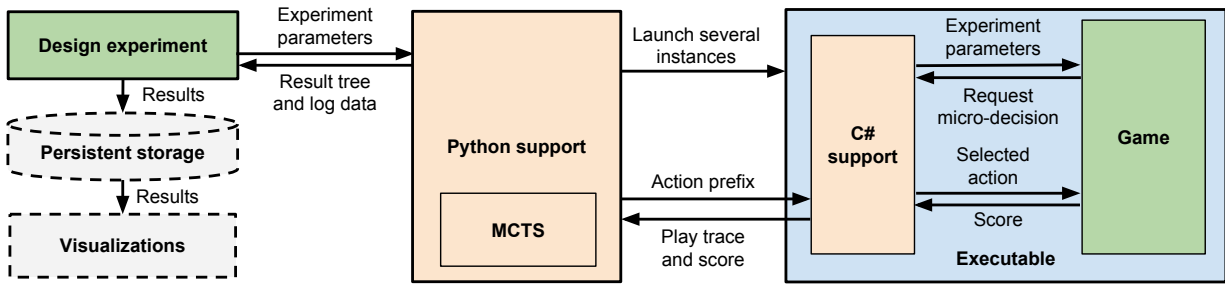 Design experiment
Experiment
parameters
Result tree
and log data
Results
Persistent storage
Results
Visualizations
Python support
MCTS
Launch several
instances
Action prefix
Play trace
and score
C#
support
Experiment
parameters
Request
micro-decision
Selected
action
Score
Game
Executable